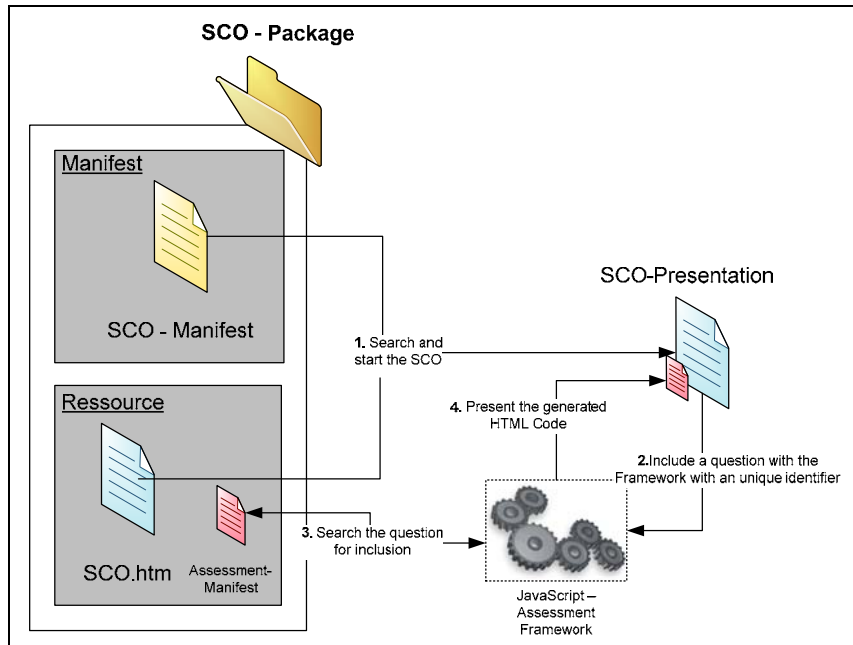 SCO - Package
Manifest
SCO - Manifest
SCO-Presentation
1. Search and
start the SCO
Ressource
4. Present the generated
HTML Code
2.Include a question with the
Framework with an unique identifier
3. Search the question
for inclusion
SCO.htm
Assessment-
Manifest
JavaScript –
Assessment
Framework